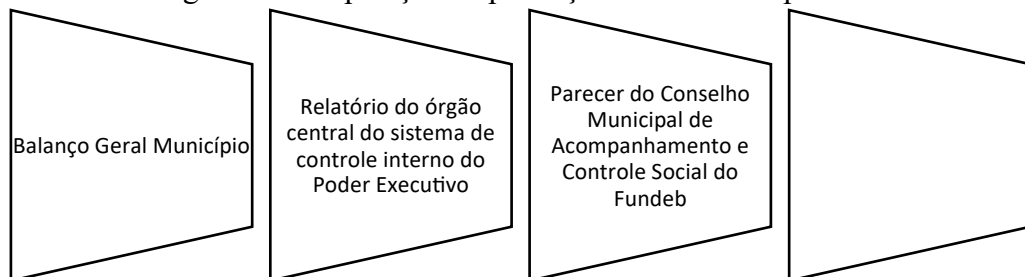 Balanço Geral Município
Relatório do órgão
central do sistema de
controle interno do
Poder Executivo
Parecer do Conselho
Municipal de
Acompanhamento e
Controle Social do
Fundeb